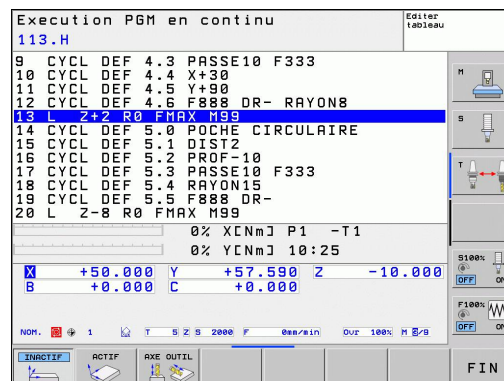 Execution PGM en continu
Editer
tableau
113.H
9 CYCL DEF 4.3 PASSE10 F333
10 CYCL DEF 4.4 X+30
11 CYCL DEF 4.5 Y+90
12 CYCL DEF 4.6 F888 DR- RAYON8
13 L Z+2 R0 FMAX M99
14 CYCL DEF 5.0 POCHE CIRCULAIRE
15 CYCL DEF 5.1 DIST2
16 CYCL DEF 5.2 PROF-10
17 CYCL DEF 5.3 PASSE10 F333
18 CYCL DEF 5.4 RAYON15
19 CYCL DEF 5.5 F888 DR-
20 L Z-8 R0 FMAX M99
0% X[Nm] P1 -T1
0% Y[Nm] 10:25
X +50.000 Y +57.590 Z -10.000
B +0.000 C +0.000
NOM. 1 T 5 Z S 2000 F 0mm/min Our 100% M 8/9
M
S
T
S100%
OFF ON
F100%
OFF ON
INACTIF ACTIF AXE OUTIL
FIN